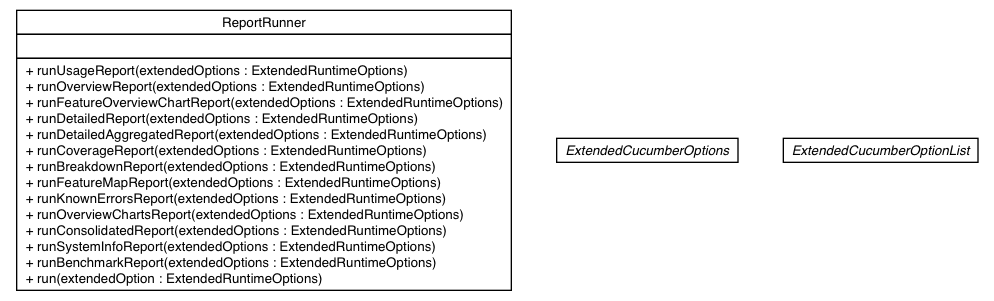 ReportRunner
+ runUsageReport(extendedOptions : ExtendedRuntimeOptions)
+ runOverviewReport(extendedOptions : ExtendedRuntimeOptions)
+ runFeatureOverviewChartReport(extendedOptions : ExtendedRuntimeOptions)
+ runDetailedReport(extendedOptions : ExtendedRuntimeOptions)
+ runDetailedAggregatedReport(extendedOptions : ExtendedRuntimeOptions)
+ runCoverageReport(extendedOptions : ExtendedRuntimeOptions)
+ runBreakdownReport(extendedOptions : ExtendedRuntimeOptions)
+ runFeatureMapReport(extendedOptions : ExtendedRuntimeOptions)
+ runKnownErrorsReport(extendedOptions : ExtendedRuntimeOptions)
+ runOverviewChartsReport(extendedOptions : ExtendedRuntimeOptions)
+ runConsolidatedReport(extendedOptions : ExtendedRuntimeOptions)
+ runSystemInfoReport(extendedOptions : ExtendedRuntimeOptions)
+ runBenchmarkReport(extendedOptions : ExtendedRuntimeOptions)
+ run(extendedOption : ExtendedRuntimeOptions)
ExtendedCucumberOptions
ExtendedCucumberOptionList